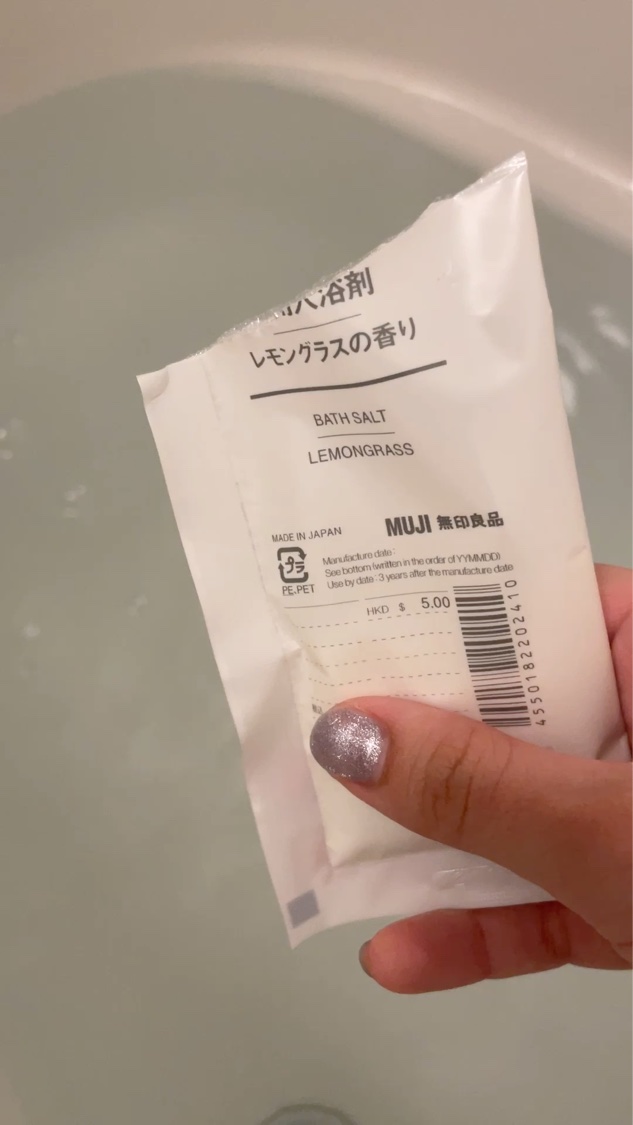 入浴剤
レモングラスの香り
BATH SALT
LEMONGRASS
MADE IN JAPAN
MUJI 無印良品
プラ
PE.PET
Manufacture date :
See bottom (written in the order of YYMMDD)
Use by date : 3 years after the manufacture date
HKD $ 5.00
4550182202410